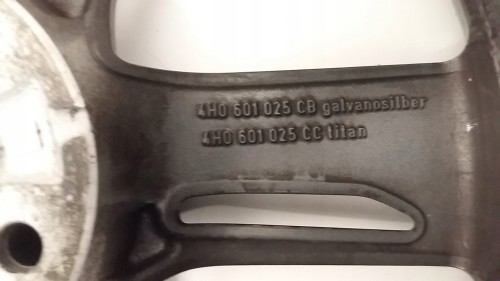 4H0 601 025 CB galvanosilber
4H0 601 025 CC titan